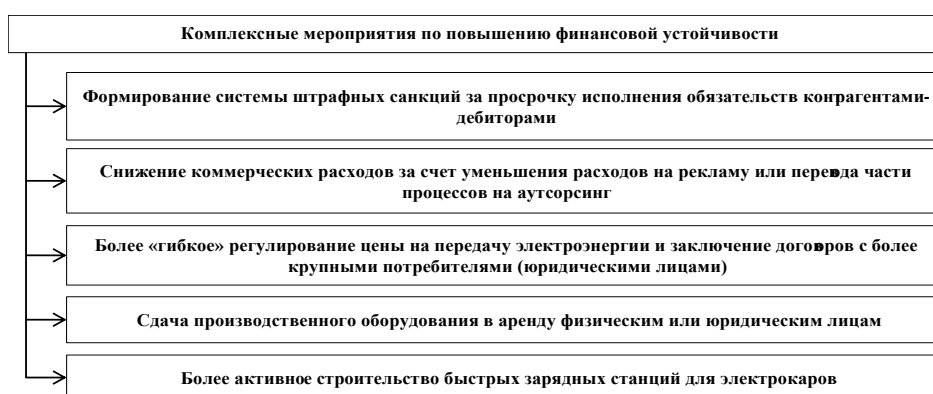 Комплексные мероприятия по повышению финансовой устойчивости
Формирование системы штрафных санкций за просрочку исполнения обязательств контрагентами-
дебиторами
Снижение коммерческих расходов за счет уменьшения расходов на рекламу или перевода части
процессов на аутсорсинг
Более «гибкое» регулирование цены на передачу электроэнергии и заключение договоров с более
крупными потребителями (юридическими лицами)
Сдача производственного оборудования в аренду физическим или юридическим лицам
Более активное строительство быстрых зарядных станций для электрокаров